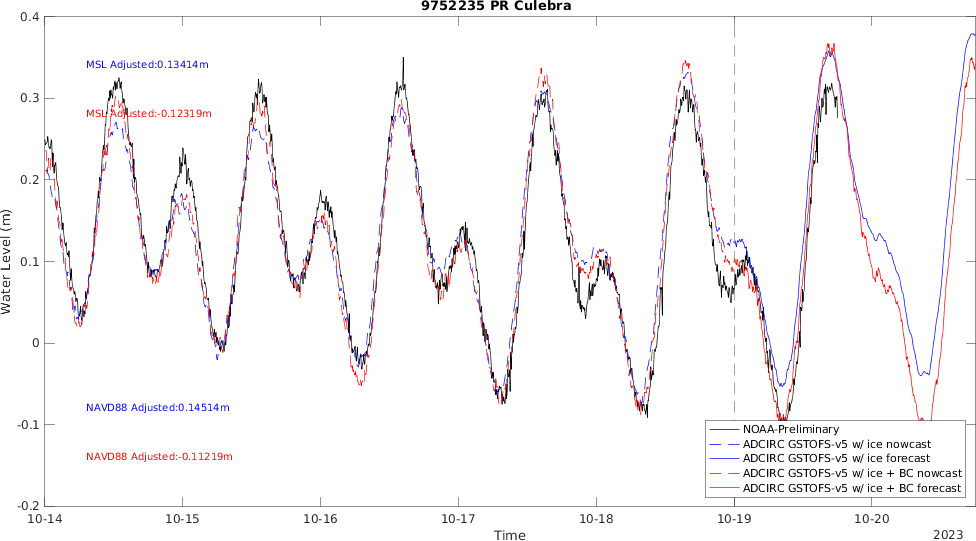 9752235 PR Culebra
0.4
0.3
0.2
0.1
0
-0.1
-0.2
Water Level (m)
MSL Adjusted:0.13414m
MSL Adjusted:-0.12319m
NAVD88 Adjusted:0.14514m
NAVD88 Adjusted:-0.11219m
NOAA-Preliminary
ADCIRC GSTOFS-v5 w/ ice nowcast
ADCIRC GSTOFS-v5 w/ ice forecast
ADCIRC GSTOFS-v5 w/ ice + BC nowcast
ADCIRC GSTOFS-v5 w/ ice + BC forecast
10-14 10-15 10-16 10-17 10-18 10-19 10-20
Time
2023